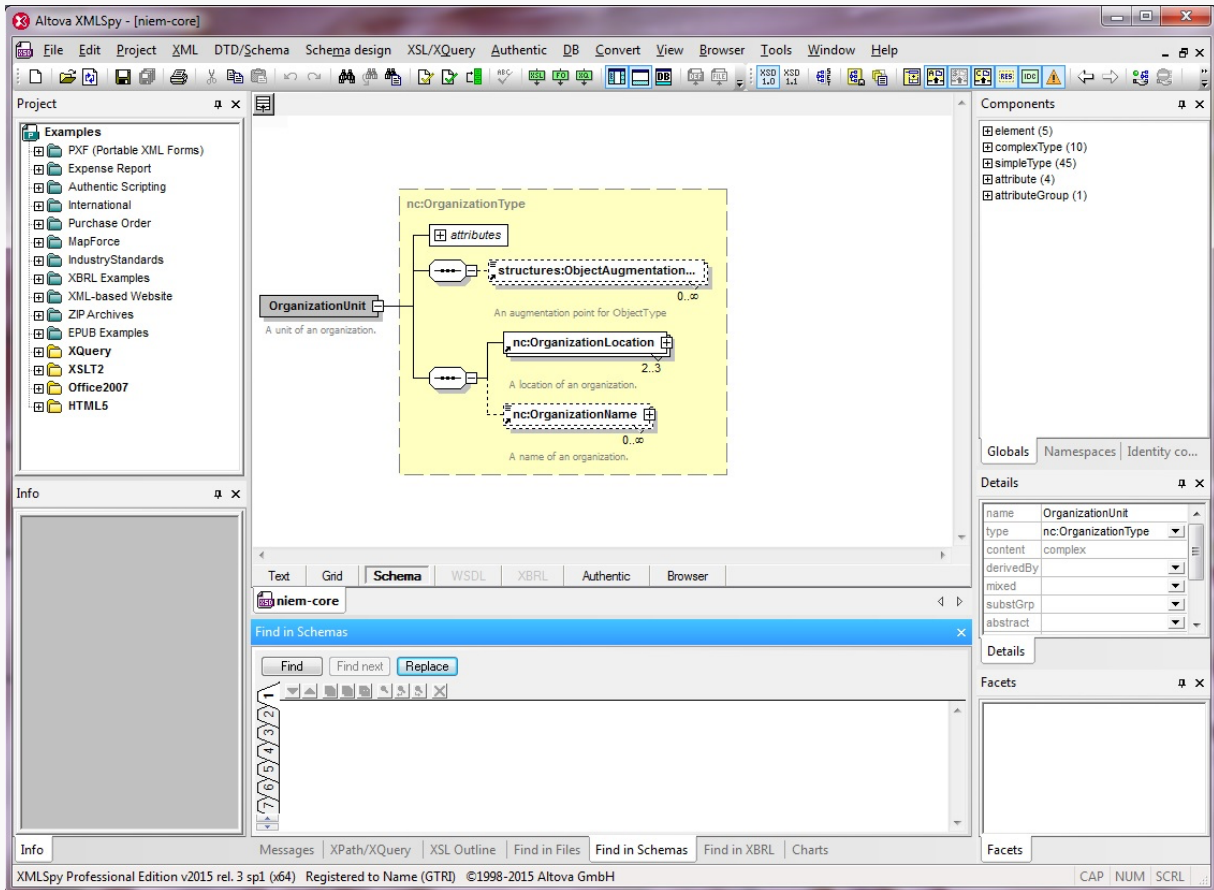 Altova XMLSpy - [niem-core]
File Edit Project XML DTD/Schema Schema design XSL/XQuery Authentic DB Convert View Browser Tools Window Help
XSD 1.0 XSD 1.1
Project
Examples
PXF (Portable XML Forms)
Expense Report
Authentic Scripting
International
Purchase Order
MapForce
IndustryStandards
XBRL Examples
XML-based Website
ZIP Archives
EPUB Examples
XQuery
XSLT2
Office2007
HTML5
Info
Info
nc:OrganizationType
attributes
structures:ObjectAugmentation...
0..∞
An augmentation point for ObjectType
OrganizationUnit
A unit of an organization.
nc:OrganizationLocation
2..3
A location of an organization.
nc:OrganizationName
0..∞
A name of an organization.
Text Grid Schema WSDL XBRL Authentic Browser
niem-core
Find in Schemas
Find Find next Replace
1
2
3
4
5
6
7
Messages XPath/XQuery XSL Outline Find in Files Find in Schemas Find in XBRL Charts
Components
element (5)
complexType (10)
simpleType (45)
attribute (4)
attributeGroup (1)
Globals Namespaces Identity co...
Details
name OrganizationUnit
type nc:OrganizationType
content complex
derivedBy
mixed
substGrp
abstract
Details
Facets
Facets
XMLSpy Professional Edition v2015 rel. 3 sp1 (x64) Registered to Name (GTRI) ©1998-2015 Altova GmbH
CAP NUM SCRL